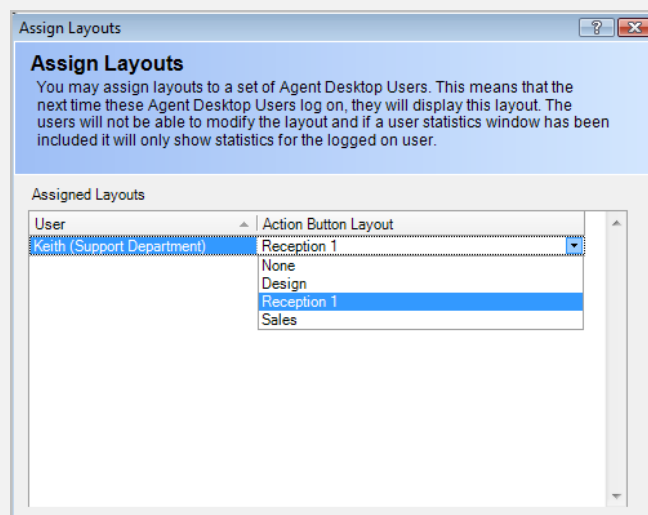 Assign Layouts
Assign Layouts
You may assign layouts to a set of Agent Desktop Users. This means that the
next time these Agent Desktop Users log on, they will display this layout. The
users will not be able to modify the layout and if a user statistics window has been
included it will only show statistics for the logged on user.
Assigned Layouts
User Action Button Layout
Keith (Support Department) Reception 1
None
Design
Reception 1
Sales